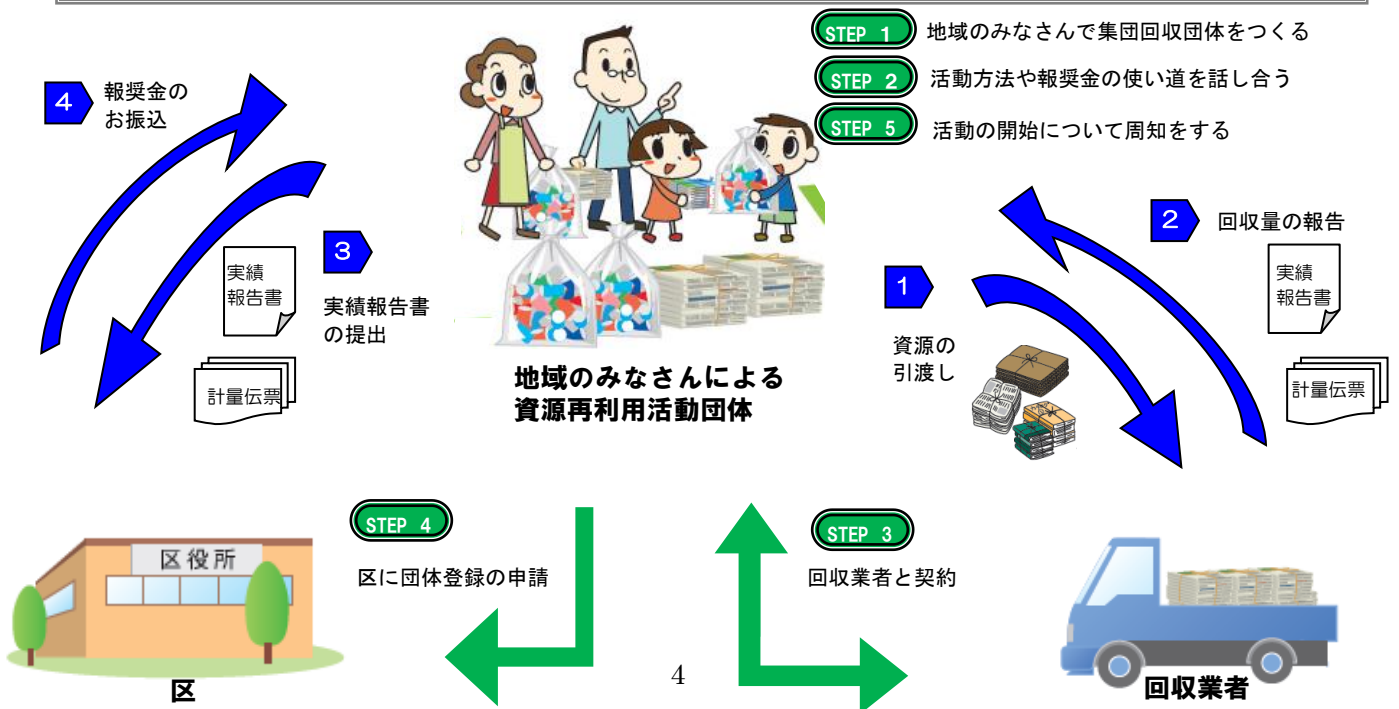 STEP 1 地域のみなさんで集団回収団体をつくる
STEP 2 活動方法や報奨金の使い道を話し合う
STEP 5 活動の開始について周知をする
4 報奨金の
お振込
3
実績報告書
の提出
実績
報告書
計量伝票
2 回収量の報告
実績
報告書
計量伝票
1
資源の
引渡し
地域のみなさんによる
資源再利用活動団体
STEP 4
区に団体登録の申請
STEP 3
回収業者と契約
区役所
区
回収業者
4